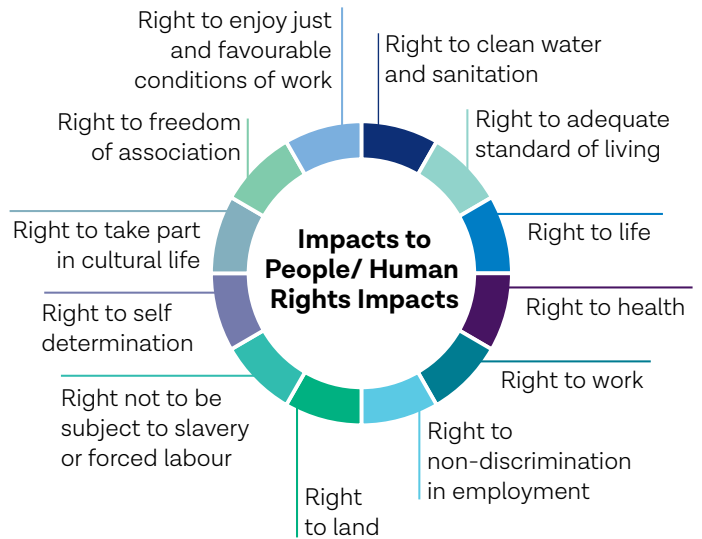 Right to enjoy just
and favourable
conditions of work
Right to clean water
and sanitation
Right to adequate
standard of living
Right to life
Right to health
Right to work
Right to
non-discrimination
in employment
Right
to land
Right not to be
subject to slavery
or forced labour
Right to self
determination
Right to take part
in cultural life
Right to freedom
of association
Impacts to
People/ Human
Rights Impacts